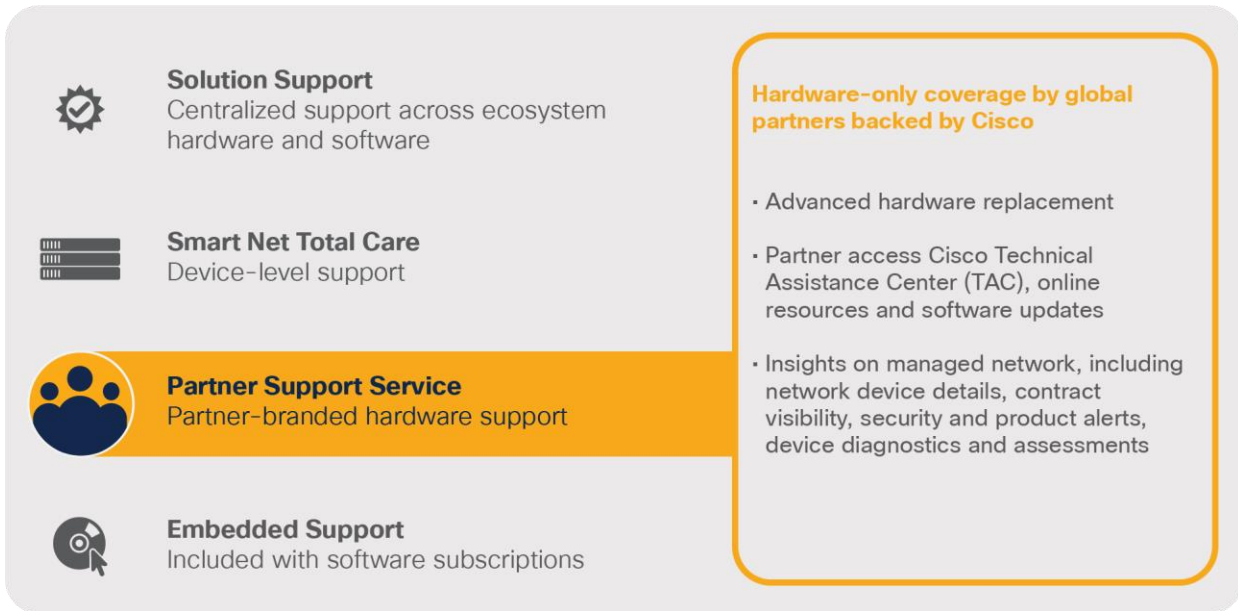 Solution Support
Centralized support across ecosystem
hardware and software
Smart Net Total Care
Device-level support
Partner Support Service
Partner-branded hardware support
Embedded Support
Included with software subscriptions
Hardware-only coverage by global
partners backed by Cisco
· Advanced hardware replacement
· Partner access Cisco Technical
Assistance Center (TAC), online
resources and software updates
· Insights on managed network, including
network device details, contract
visibility, security and product alerts,
device diagnostics and assessments